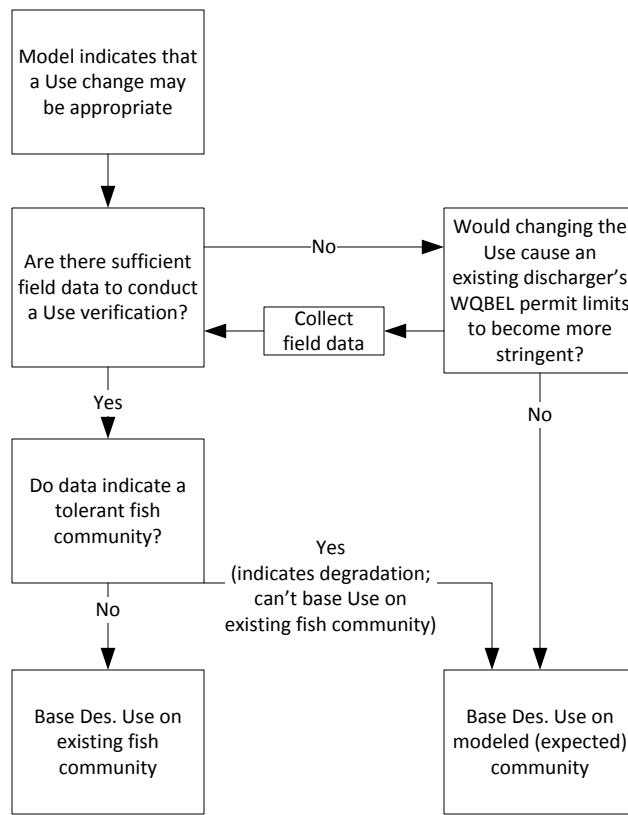 Model indicates that
a Use change may
be appropriate
Are there sufficient
field data to conduct
a Use verification?
No
Would changing the
Use cause an
existing discharger's
WQBEL permit limits
to become more
stringent?
Collect
field data
Yes
No
Do data indicate a
tolerant fish
community?
Yes
(indicates degradation;
can't base Use on
existing fish community)
No
Base Des. Use on
existing fish
community
Base Des. Use on
modeled (expected)
community